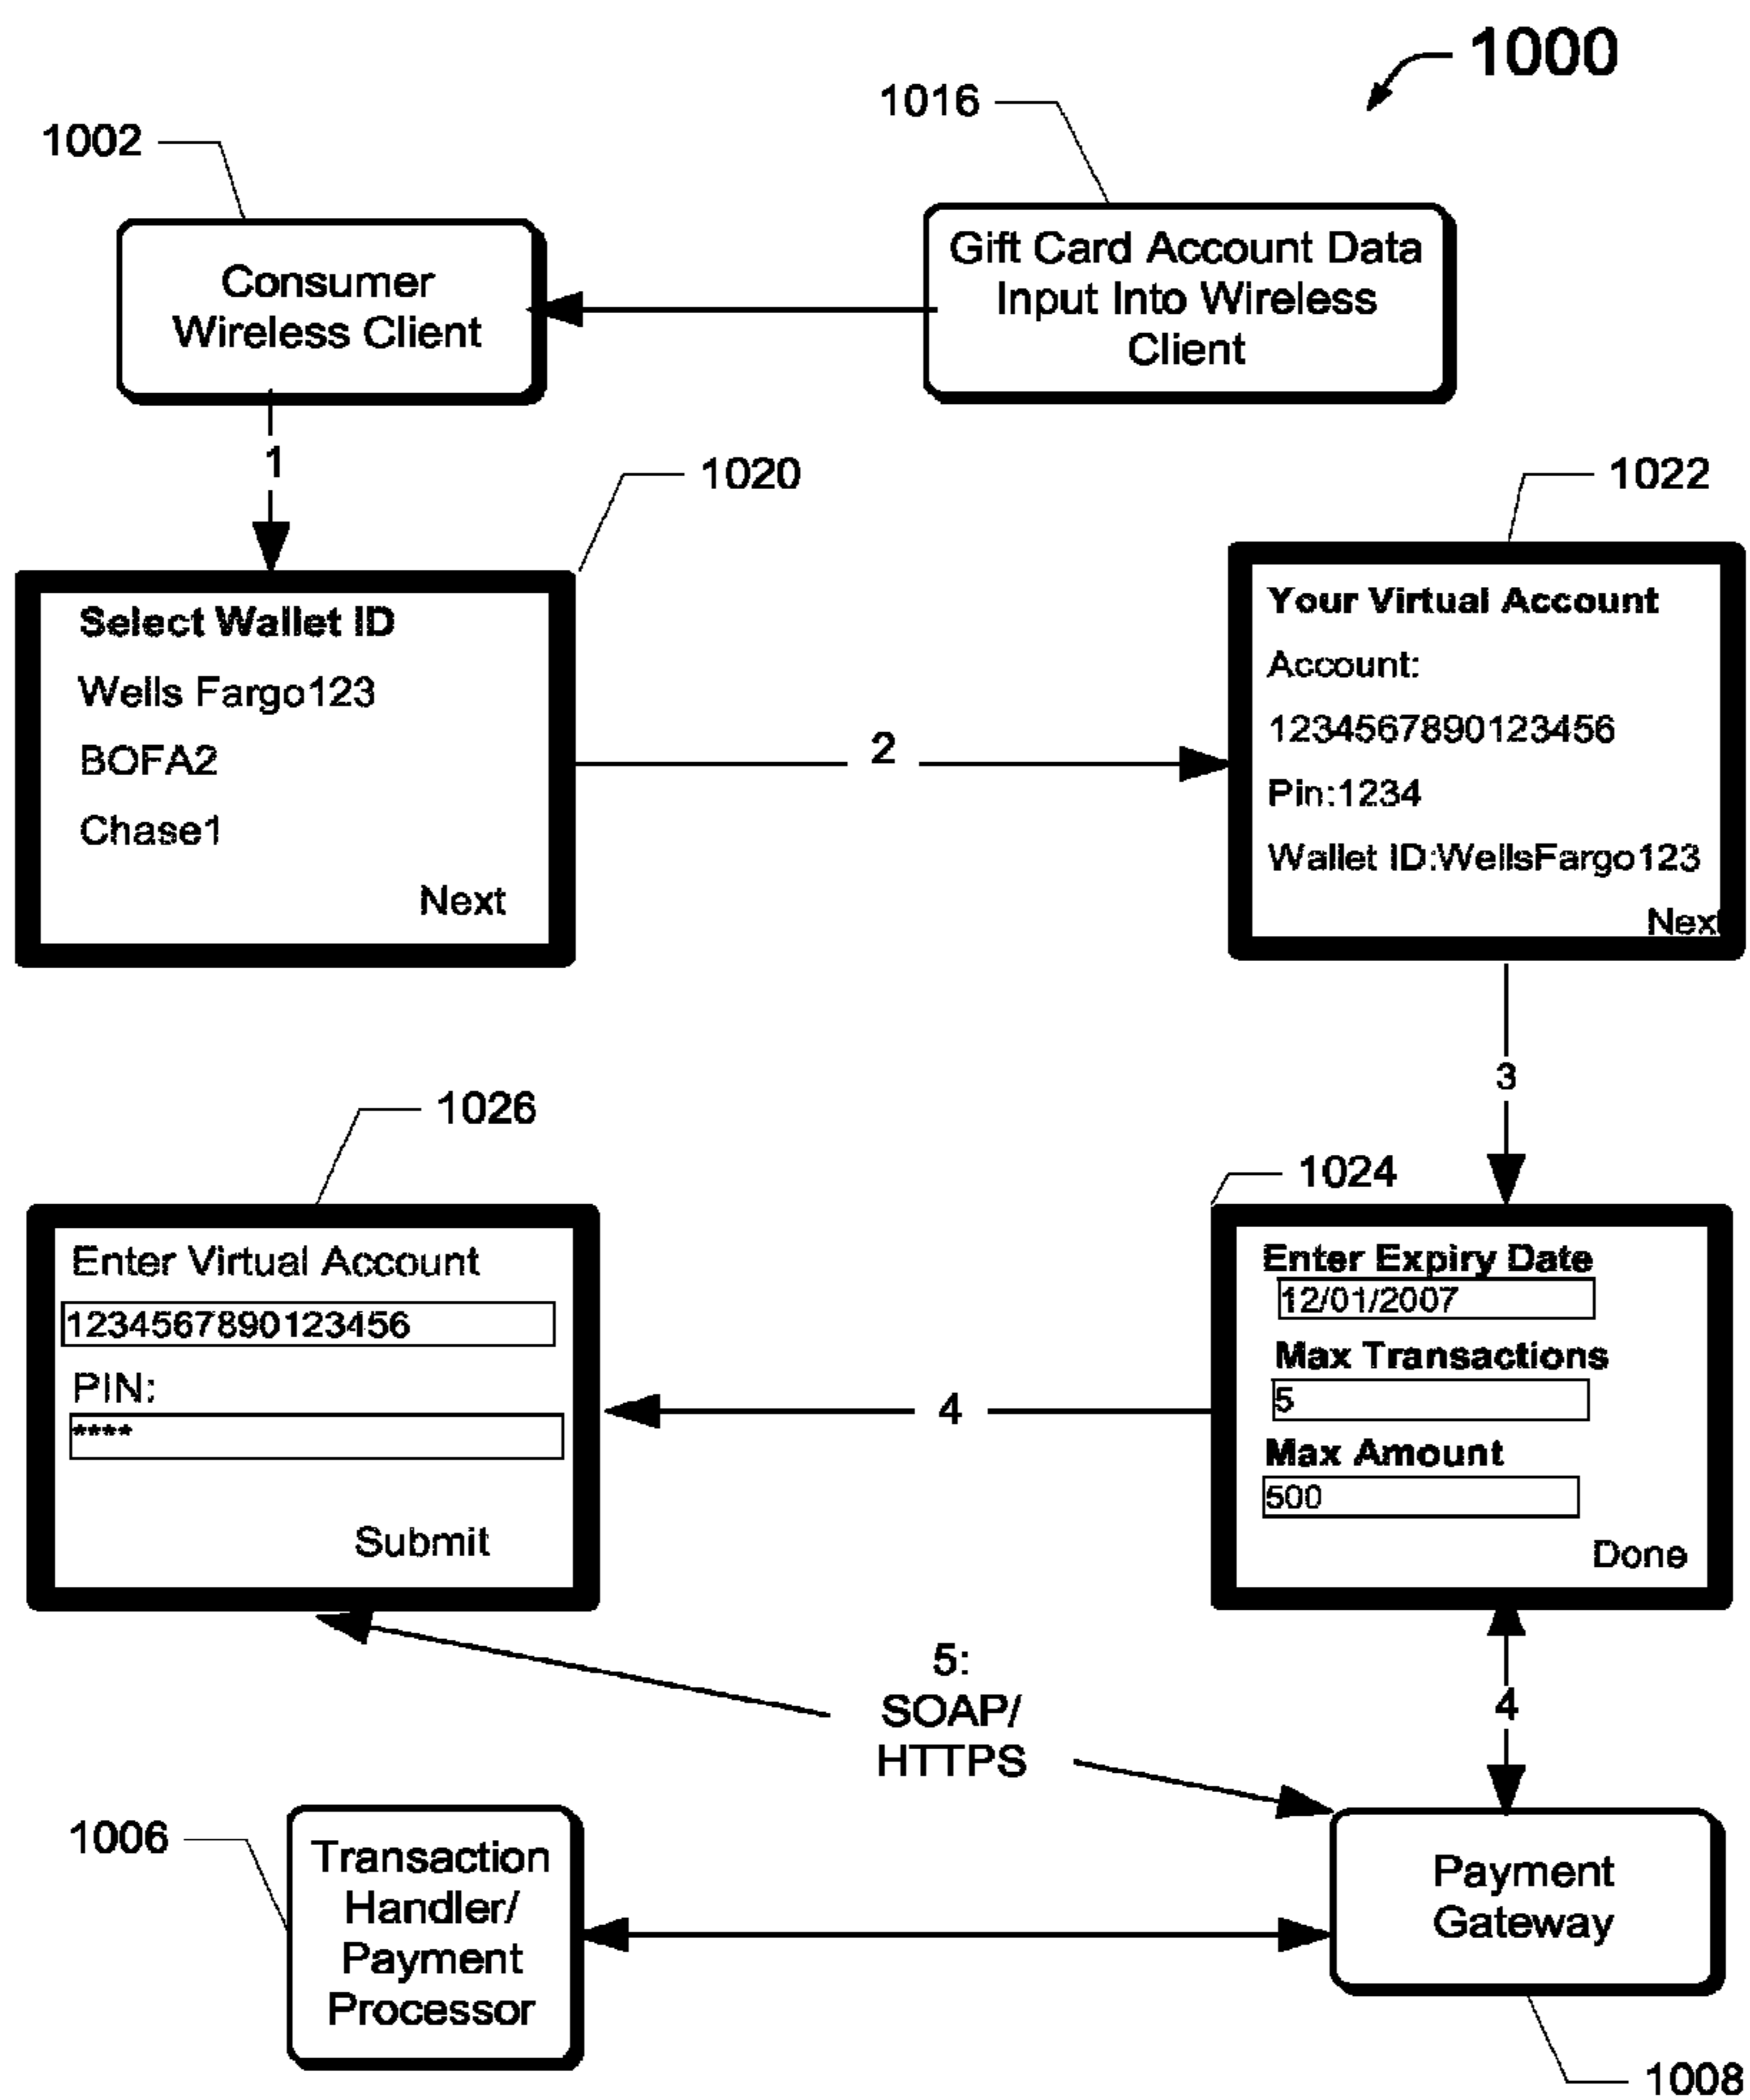 1000
1016
1002
Gift Card Account Data
Input Into Wireless
Client
Consumer
Wireless Client
1
1020
1022
Select Wallet ID
Wells Fargo123
BOFA2
Chase1
Next
2
Your Virtual Account
Account:
1234567890123456
Pin:1234
Wallet ID:WellsFargo123
Next
3
1026
1024
Enter Virtual Account
1234567890123456
PIN:
****
Submit
4
Enter Expiry Date
12/01/2007
Max Transactions
5
Max Amount
500
Done
5:
SOAP/
HTTPS
4
1006
Transaction
Handler/
Payment
Processor
Payment
Gateway
1008